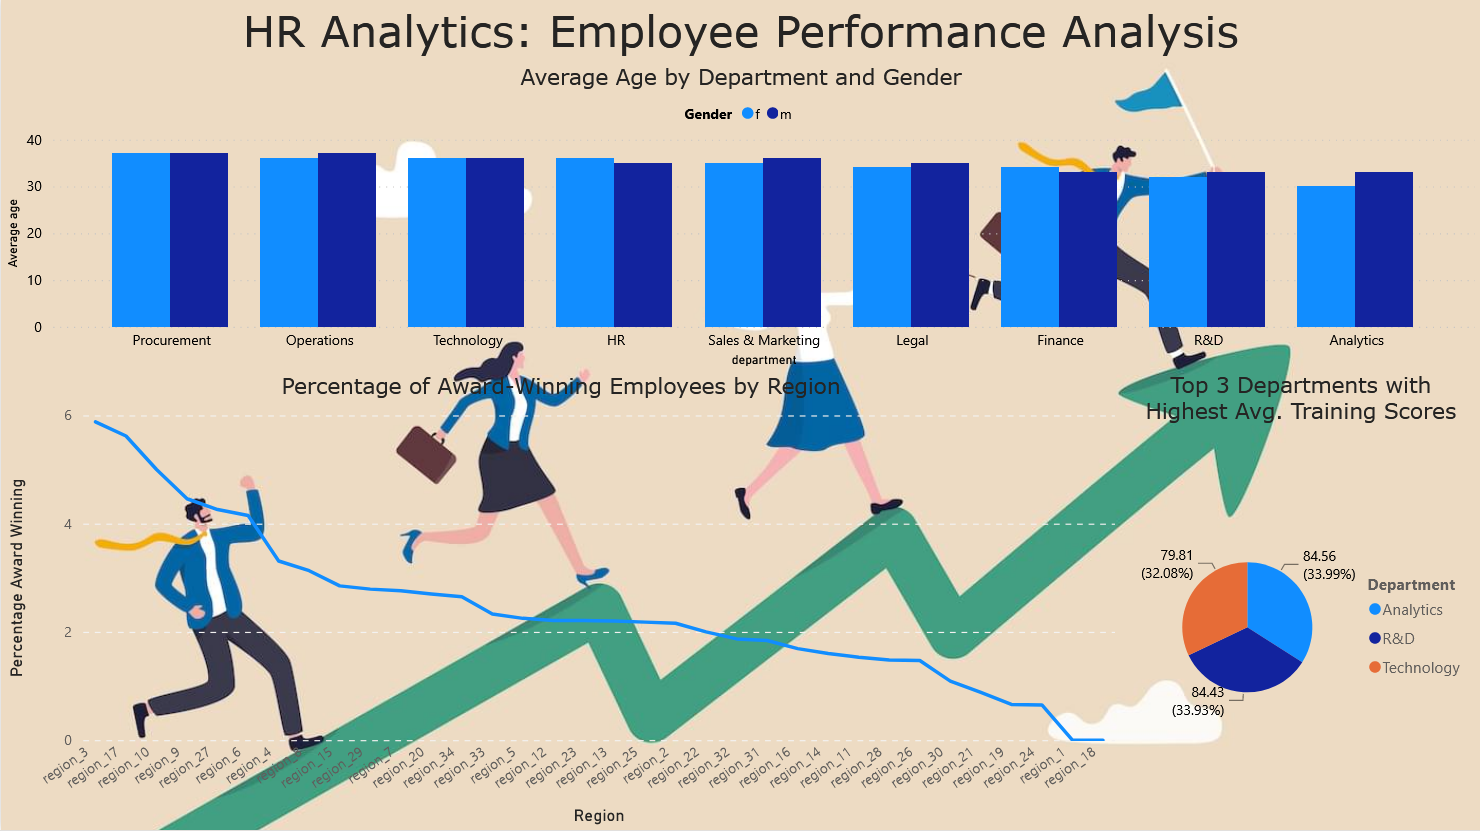 HR Analytics: Employee Performance Analysis
Average Age by Department and Gender
Gender f m
40
30
20
10
0
Average age
Procurement Operations Technology HR Sales & Marketing Legal Finance R&D Analytics
department
Percentage of Award-Winning Employees by Region
6
4
2
0
Percentage Award Winning
region_3 region_17 region_10 region_9 region_27 region_6 region_4 region_15 region_29 region_7 region_20 region_34 region_33 region_5 region_12 region_23 region_13 region_25 region_2 region_22 region_32 region_31 region_16 region_14 region_11 region_28 region_26 region_30 region_21 region_19 region_24 region_1 region_18
Region
Top 3 Departments with
Highest Avg. Training Scores
79.81
(32.08%)
84.56
(33.99%)
84.43
(33.93%)
Department
Analytics
R&D
Technology